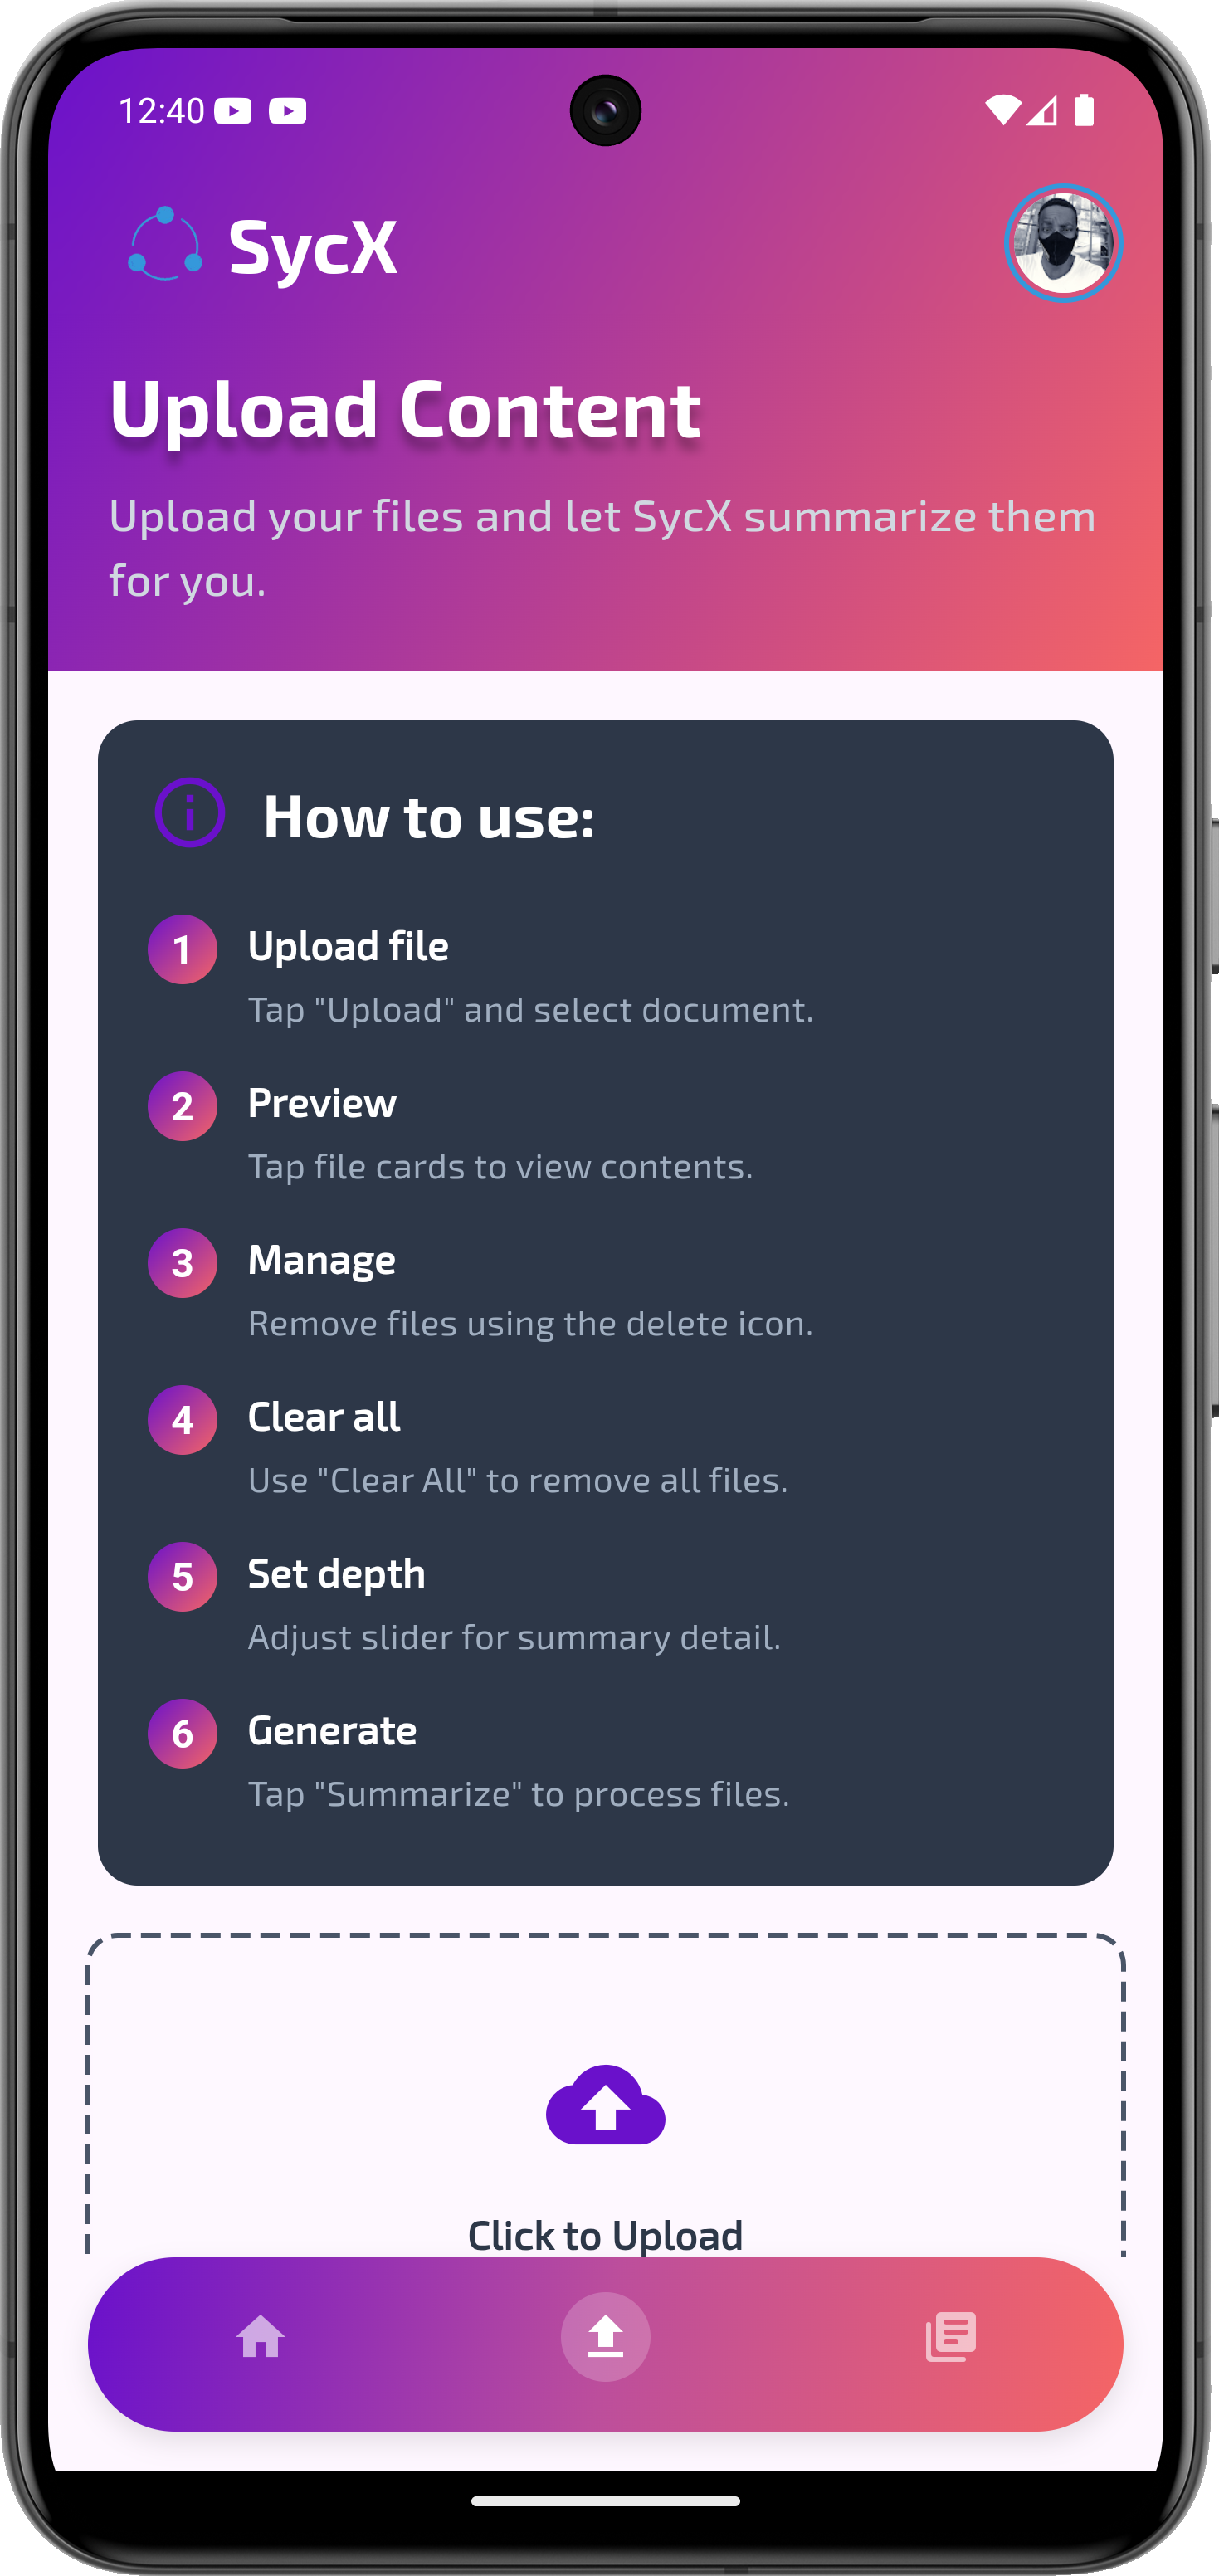 12:40
SycX
Upload Content
Upload your files and let SycX summarize them
for you.
How to use:
1 Upload file
Tap "Upload" and select document.
2 Preview
Tap file cards to view contents.
3 Manage
Remove files using the delete icon.
4 Clear all
Use "Clear All" to remove all files.
5 Set depth
Adjust slider for summary detail.
6 Generate
Tap "Summarize" to process files.
Click to Upload